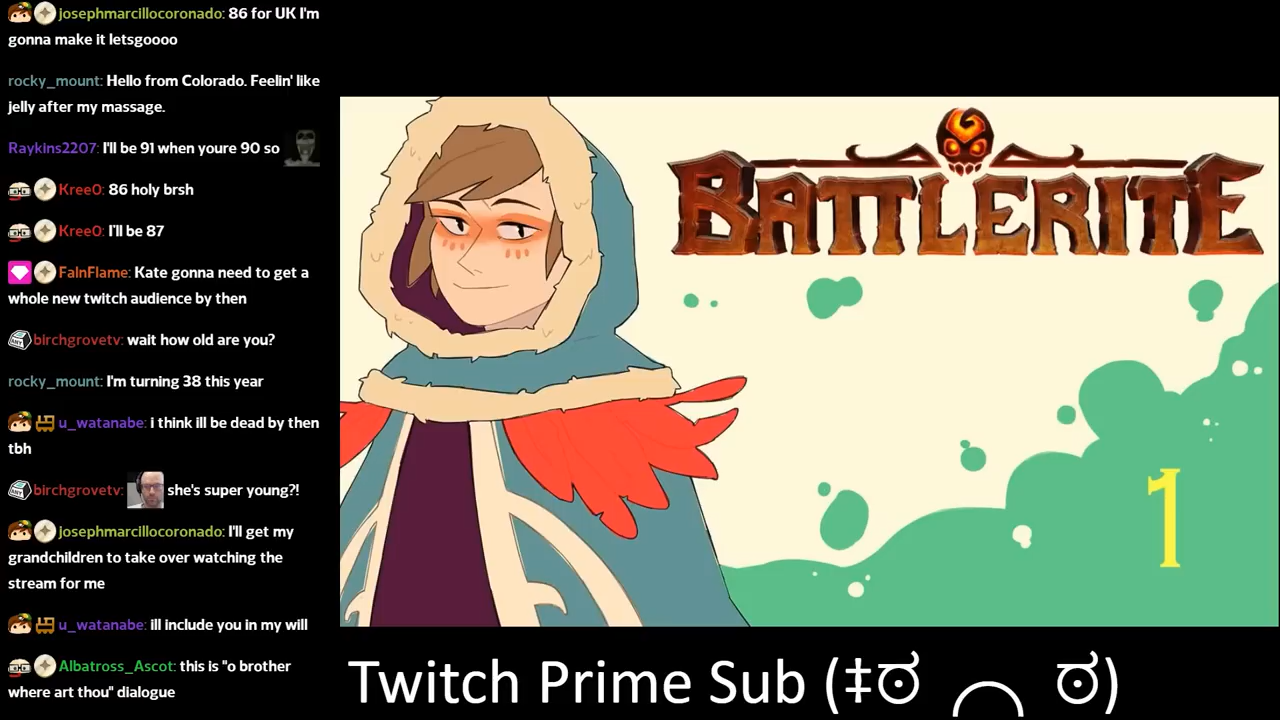 josephmarcillocoronado: 86 for UK I'm
gonna make it letsgoooo
rocky_mount: Hello from Colorado. Feelin' like
jelly after my massage.
Raykins2207: I'll be 91 when youre 90 so
KreeO: 86 holy brsh
KreeO: I'll be 87
FalnFlame: Kate gonna need to get a
whole new twitch audience by then
birchgrovetv: wait how old are you?
rocky_mount: I'm turning 38 this year
u_watanabe: i think ill be dead by then
tbh
birchgrovetv: she's super young?!
josephmarcillocoronado: I'll get my
grandchildren to take over watching the
stream for me
u_watanabe: ill include you in my will
Albatross_Ascot: this is "o brother
where art thou" dialogue
BATTLERITE
1
Twitch Prime Sub (‡ಠ ╭╮ ಠ)